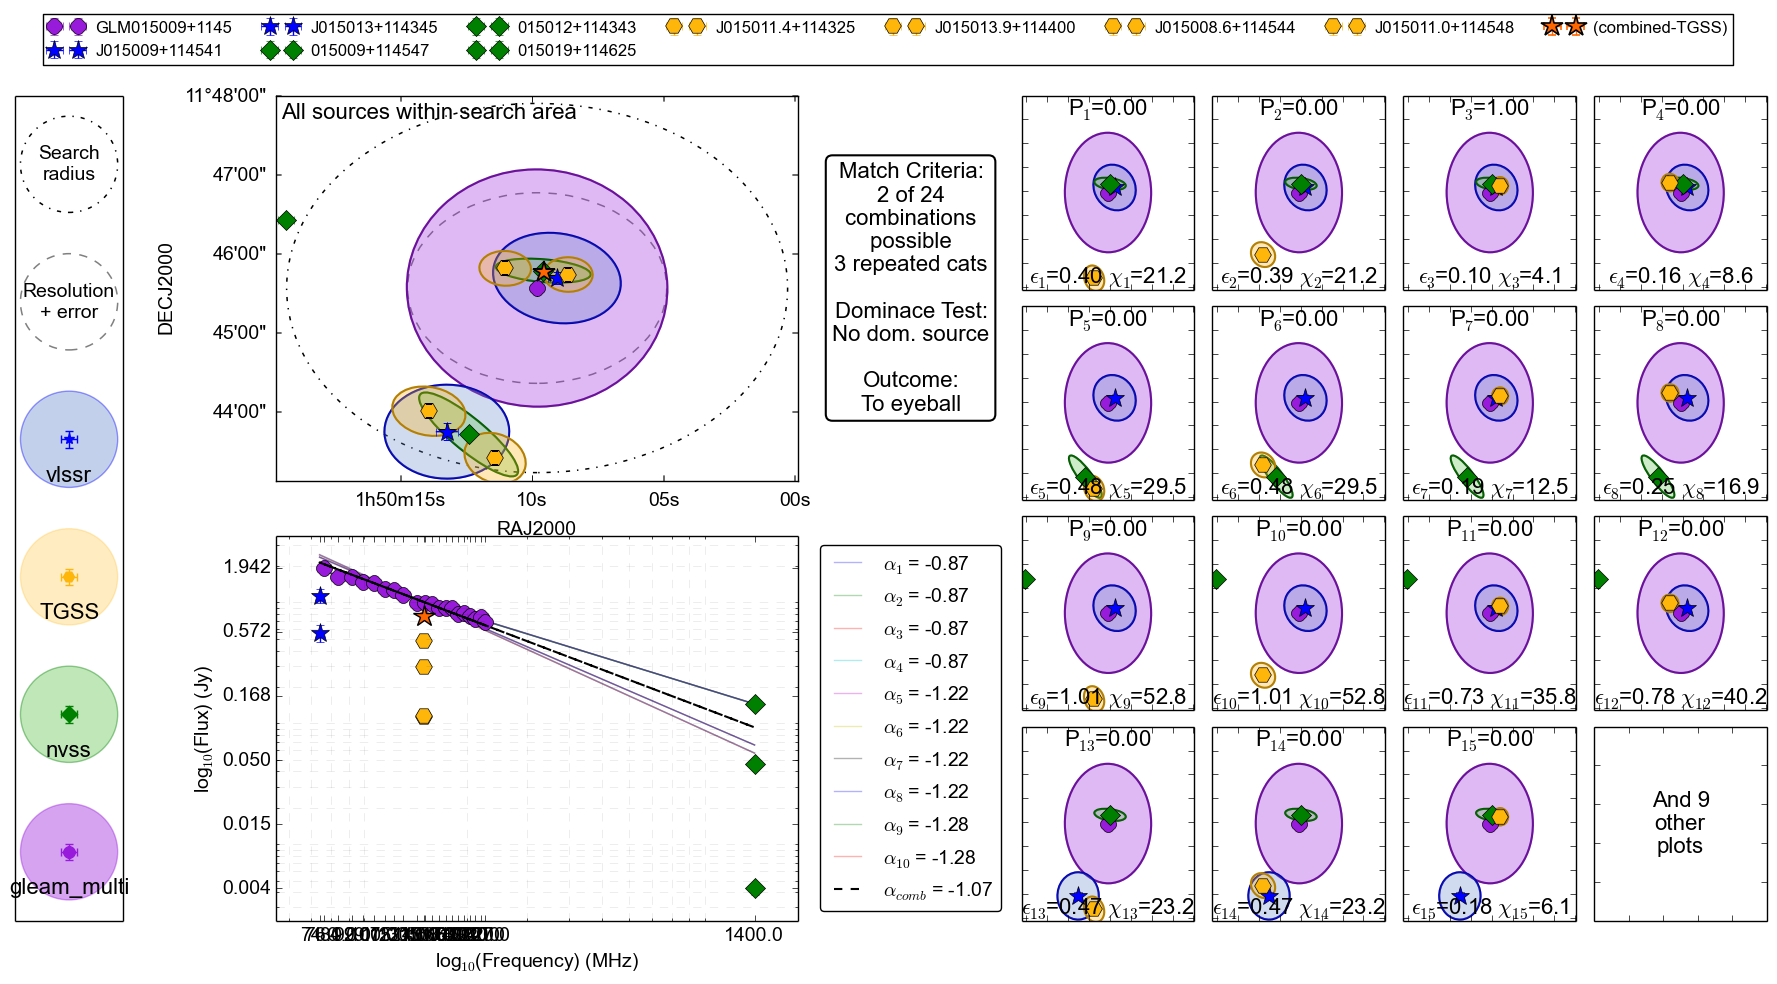 GLM015009+1145
J015013+114345
015012+114343
J015011.4+114325
J015013.9+114400
J015008.6+114544
J015011.0+114548
(combined-TGSS)
J015009+114541
015009+114547
015019+114625
Search
radius
Resolution
+ error
vlssr
TGSS
nvss
gleam_multi
All sources within search area
11°48'00"
47'00"
46'00"
45'00"
44'00"
DECJ2000
1h50m15s
10s
05s
00s
RAJ2000
Match Criteria:
2 of 24
combinations
possible
3 repeated cats
Dominace Test:
No dom. source
Outcome:
To eyeball
1.942
0.572
0.168
0.050
0.015
0.004
log10(Flux) (Jy)
1400.0
log10(Frequency) (MHz)
α1 = -0.87
α2 = -0.87
α3 = -0.87
α4 = -0.87
α5 = -1.22
α6 = -1.22
α7 = -1.22
α8 = -1.22
α9 = -1.28
α10 = -1.28
αcomb = -1.07
P1=0.00
ϵ1=0.40 χ1=21.2
P2=0.00
ϵ2=0.39 χ2=21.2
P3=1.00
ϵ3=0.10 χ3=4.1
P4=0.00
ϵ4=0.16 χ4=8.6
P5=0.00
ϵ5=0.48 χ5=29.5
P6=0.00
ϵ6=0.48 χ6=29.5
P7=0.00
ϵ7=0.19 χ7=12.5
P8=0.00
ϵ8=0.25 χ8=16.9
P9=0.00
ϵ9=1.01 χ9=52.8
P10=0.00
ϵ10=1.01 χ10=52.8
P11=0.00
ϵ11=0.73 χ11=35.8
P12=0.00
ϵ12=0.78 χ12=40.2
P13=0.00
ϵ13=0.47 χ13=23.2
P14=0.00
ϵ14=0.47 χ14=23.2
P15=0.00
ϵ15=0.18 χ15=6.1
And 9
other
plots